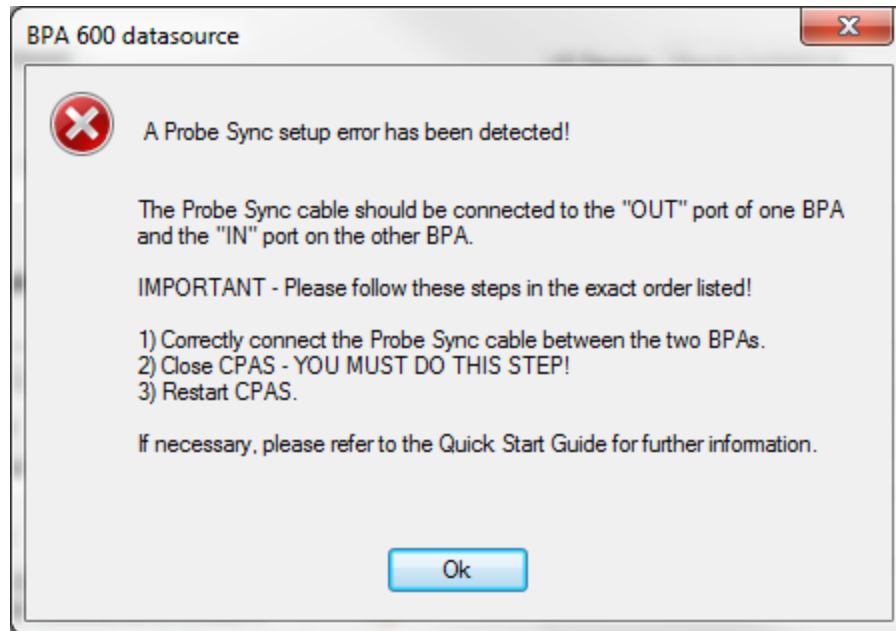 BPA 600 datasource
A Probe Sync setup error has been detected!
The Probe Sync cable should be connected to the "OUT" port of one BPA
and the "IN" port on the other BPA.
IMPORTANT - Please follow these steps in the exact order listed!
1) Correctly connect the Probe Sync cable between the two BPAs.
2) Close CPAS - YOU MUST DO THIS STEP!
3) Restart CPAS.
If necessary, please refer to the Quick Start Guide for further information.
Ok